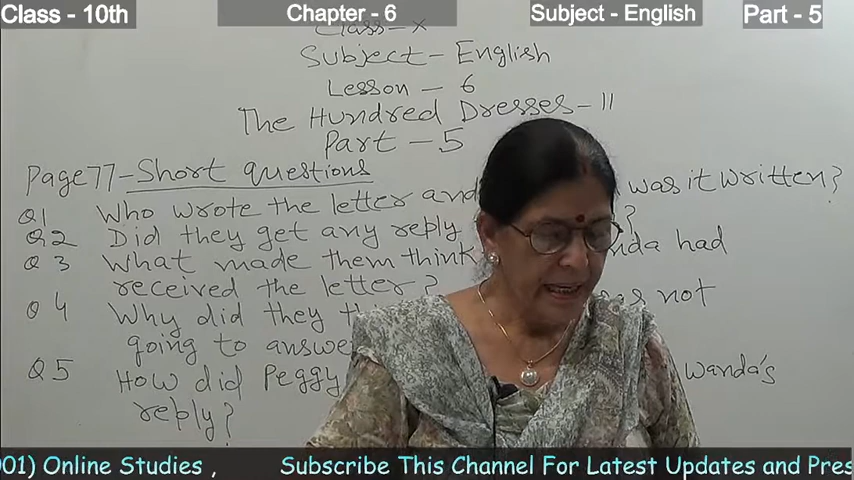 Class - 10th Chapter - 6 Subject - English Part - 5
Class-X
Subject- English
Lesson - 6
The Hundred Dresses-II
Part -5
Page 77-Short questions
Q1 Who wrote the letter and was it written?
Q2 Did they get any reply ?
Q3 What made them think had
received the letter?
Q4 Why did they not
going to
Q5 How did Peggy Wanda's
reply?
001) Online Studies , Subscribe This Channel For Latest Updates and